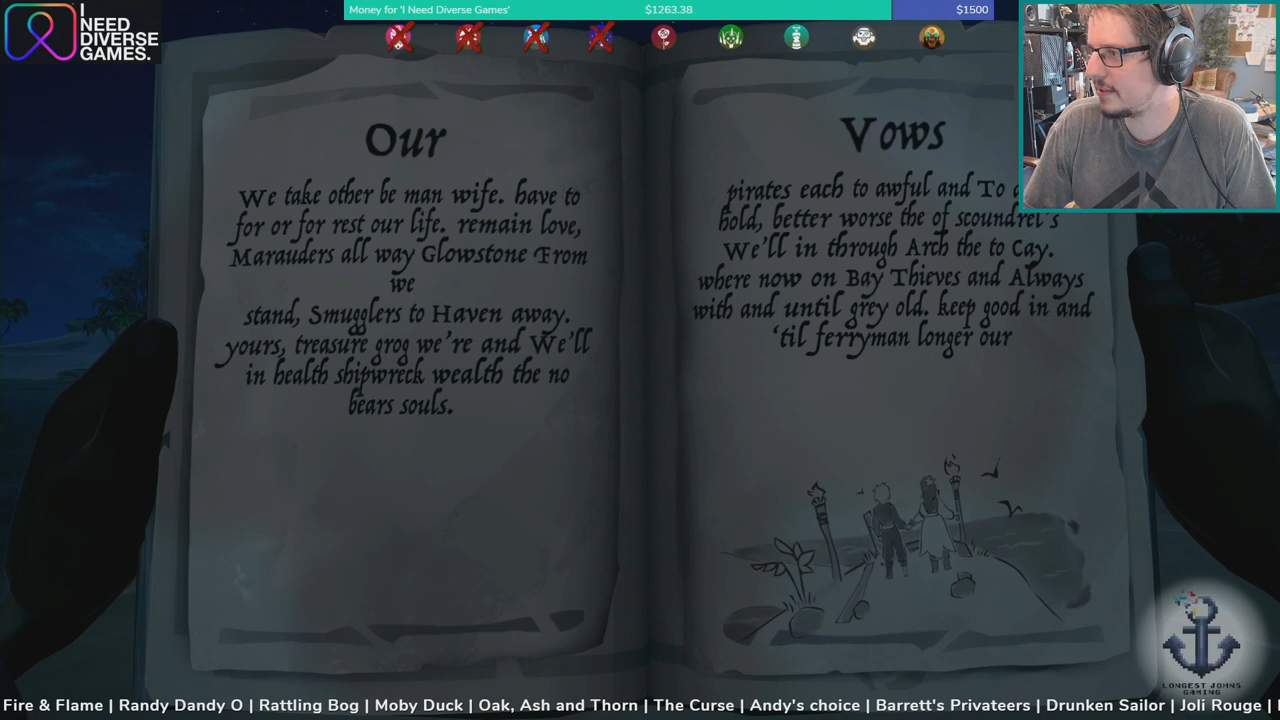 I
NEED
DIVERSE
GAMES.
Money for 'I Need Diverse Games'
$1263.38
$1500
Our
We take other be man wife. have to
for or for rest our life. remain love,
Marauders all way Glowstone From
we
stand, Smugglers to Haven away.
yours, treasure grog we're and We'll
in health shipwreck wealth the no
bears souls.
Vows
pirates each to awful and To
hold, better worse the of scoundrel's
We'll in through Arch the to Cay.
where now on Bay Thieves and Always
with and until grey old. keep good in and
'til ferryman longer our
LONGEST JOHNS
GAMING
Fire & Flame | Randy Dandy O | Rattling Bog | Moby Duck | Oak, Ash and Thorn | The Curse | Andy's choice | Barrett's Privateers | Drunken Sailor | Joli Rouge |